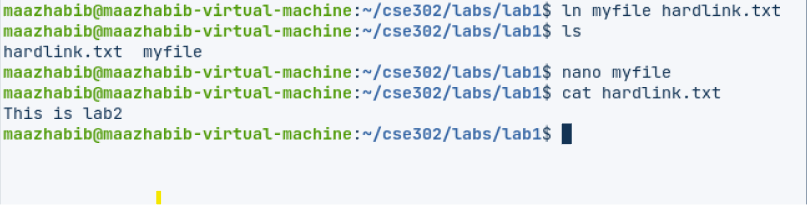 maazhabib@maazhabib-virtual-machine:~/cse302/labs/lab1$ ln myfile hardlink.txt
maazhabib@maazhabib-virtual-machine:~/cse302/labs/lab1$ ls
hardlink.txt  myfile
maazhabib@maazhabib-virtual-machine:~/cse302/labs/lab1$ nano myfile
maazhabib@maazhabib-virtual-machine:~/cse302/labs/lab1$ cat hardlink.txt
This is lab2
maazhabib@maazhabib-virtual-machine:~/cse302/labs/lab1$